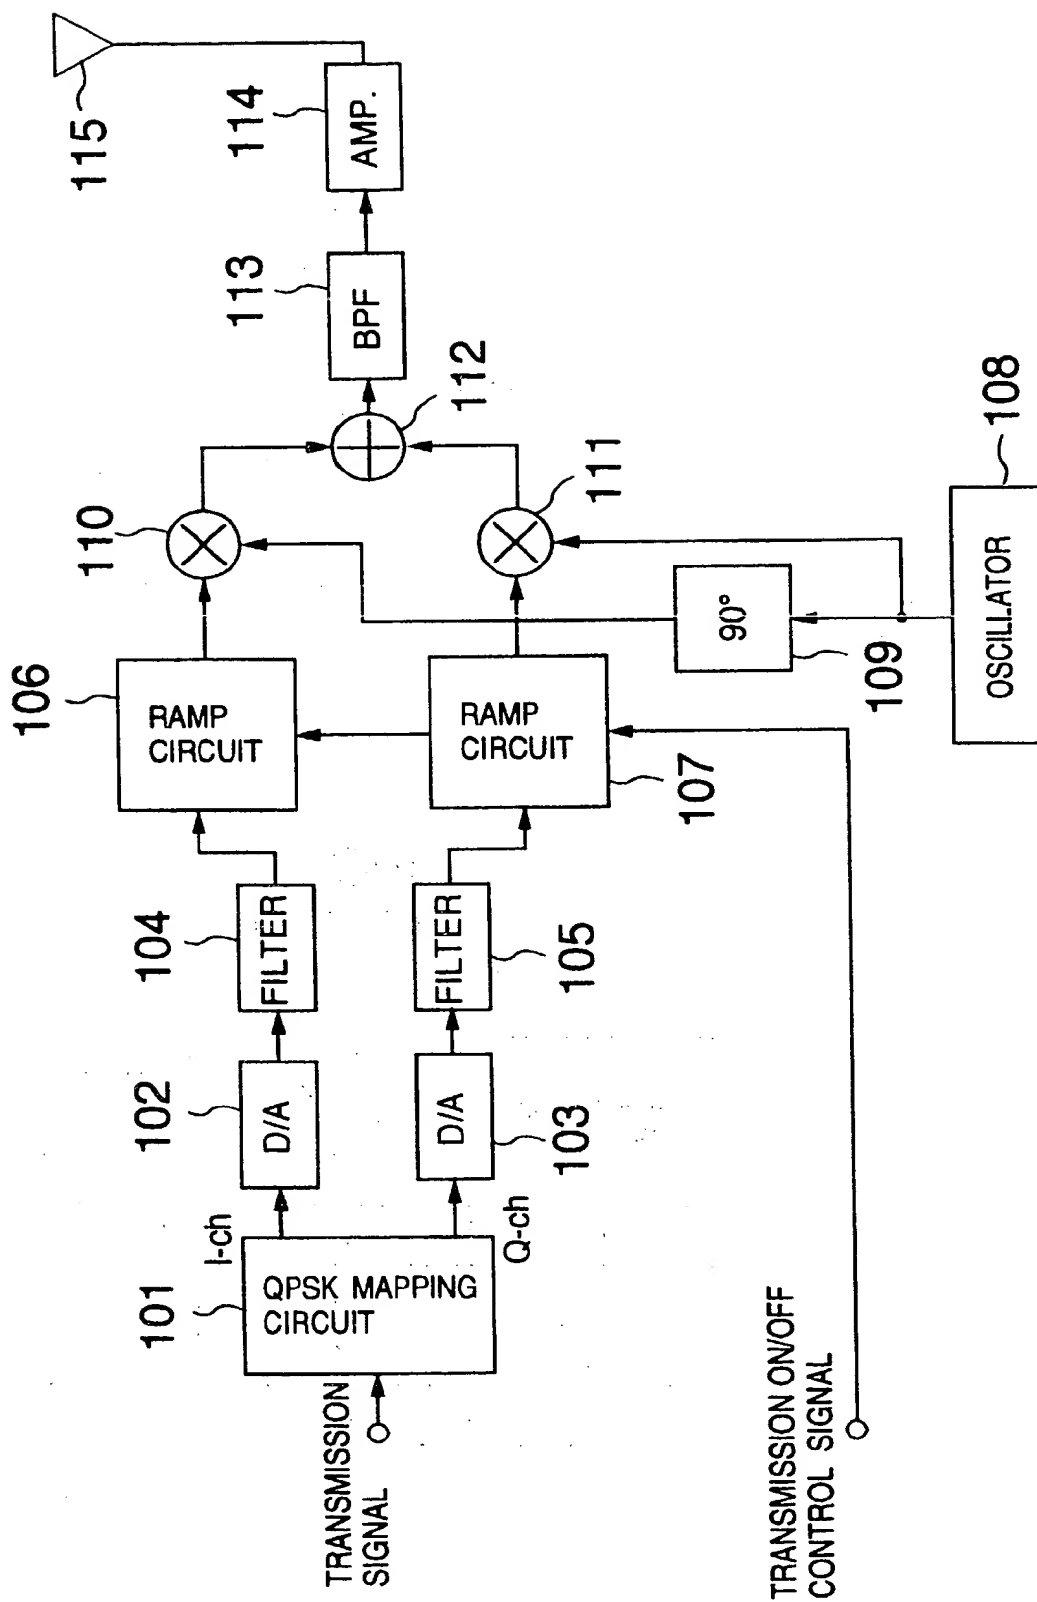 TRANSMISSION
SIGNAL
101
QPSK MAPPING
CIRCUIT
I-ch
Q-ch
102
D/A
103
D/A
104
FILTER
105
FILTER
106
RAMP
CIRCUIT
107
RAMP
CIRCUIT
TRANSMISSION ON/OFF
CONTROL SIGNAL
108
OSCILLATOR
109
90°
110
111
112
113
BPF
114
AMP.
115